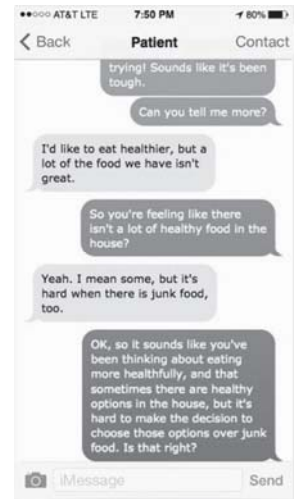 ●●○○○ AT&T LTE 7:50 PM 80%
Back Patient Contact
trying! Sounds like it's been
tough.
Can you tell me more?
I'd like to eat healthier, but a
lot of the food we have isn't
great.
So you're feeling like there
isn't a lot of healthy food in the
house?
Yeah. I mean some, but it's
hard when there is junk food,
too.
OK, so it sounds like you've
been thinking about eating
more healthfully, and that
sometimes there are healthy
options in the house, but it's
hard to make the decision to
choose those options over junk
food. Is that right?
iMessage Send